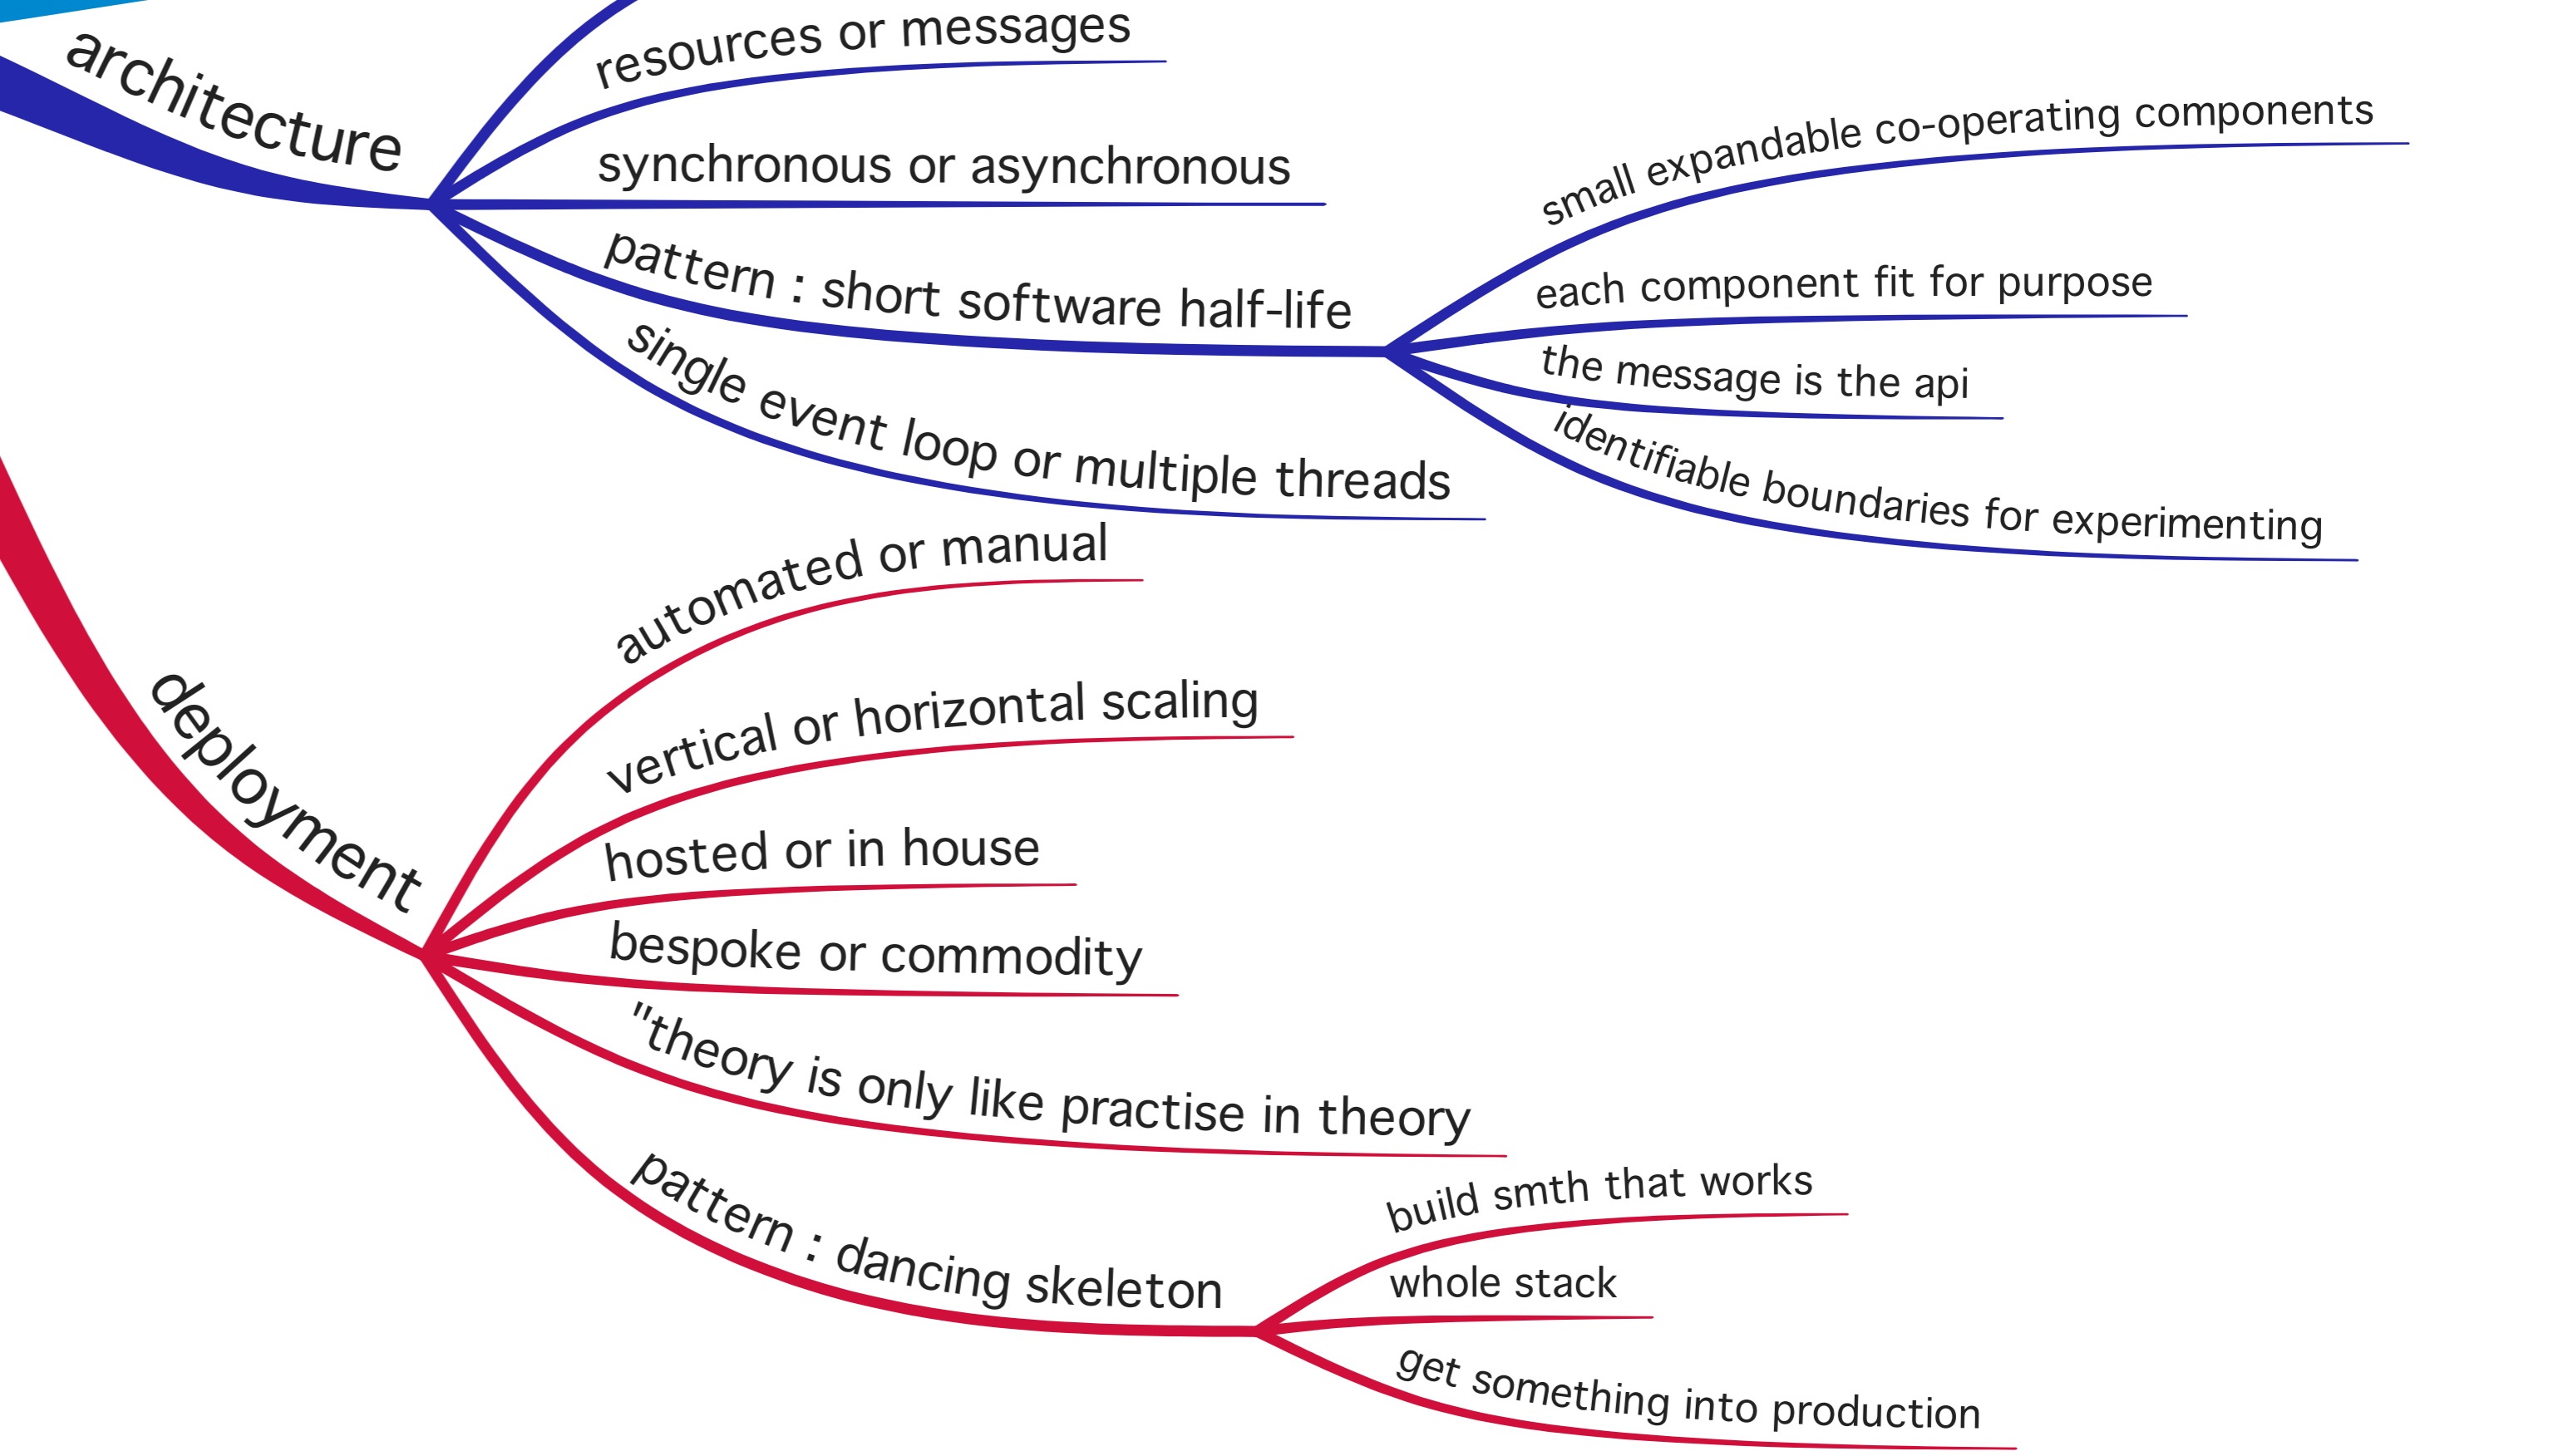 architecture
resources or messages
synchronous or asynchronous
pattern : short software half-life
small expandable co-operating components
each component fit for purpose
the message is the api
identifiable boundaries for experimenting
single event loop or multiple threads
deployment
automated or manual
vertical or horizontal scaling
hosted or in house
bespoke or commodity
"theory is only like practise in theory
pattern : dancing skeleton
build smth that works
whole stack
get something into production